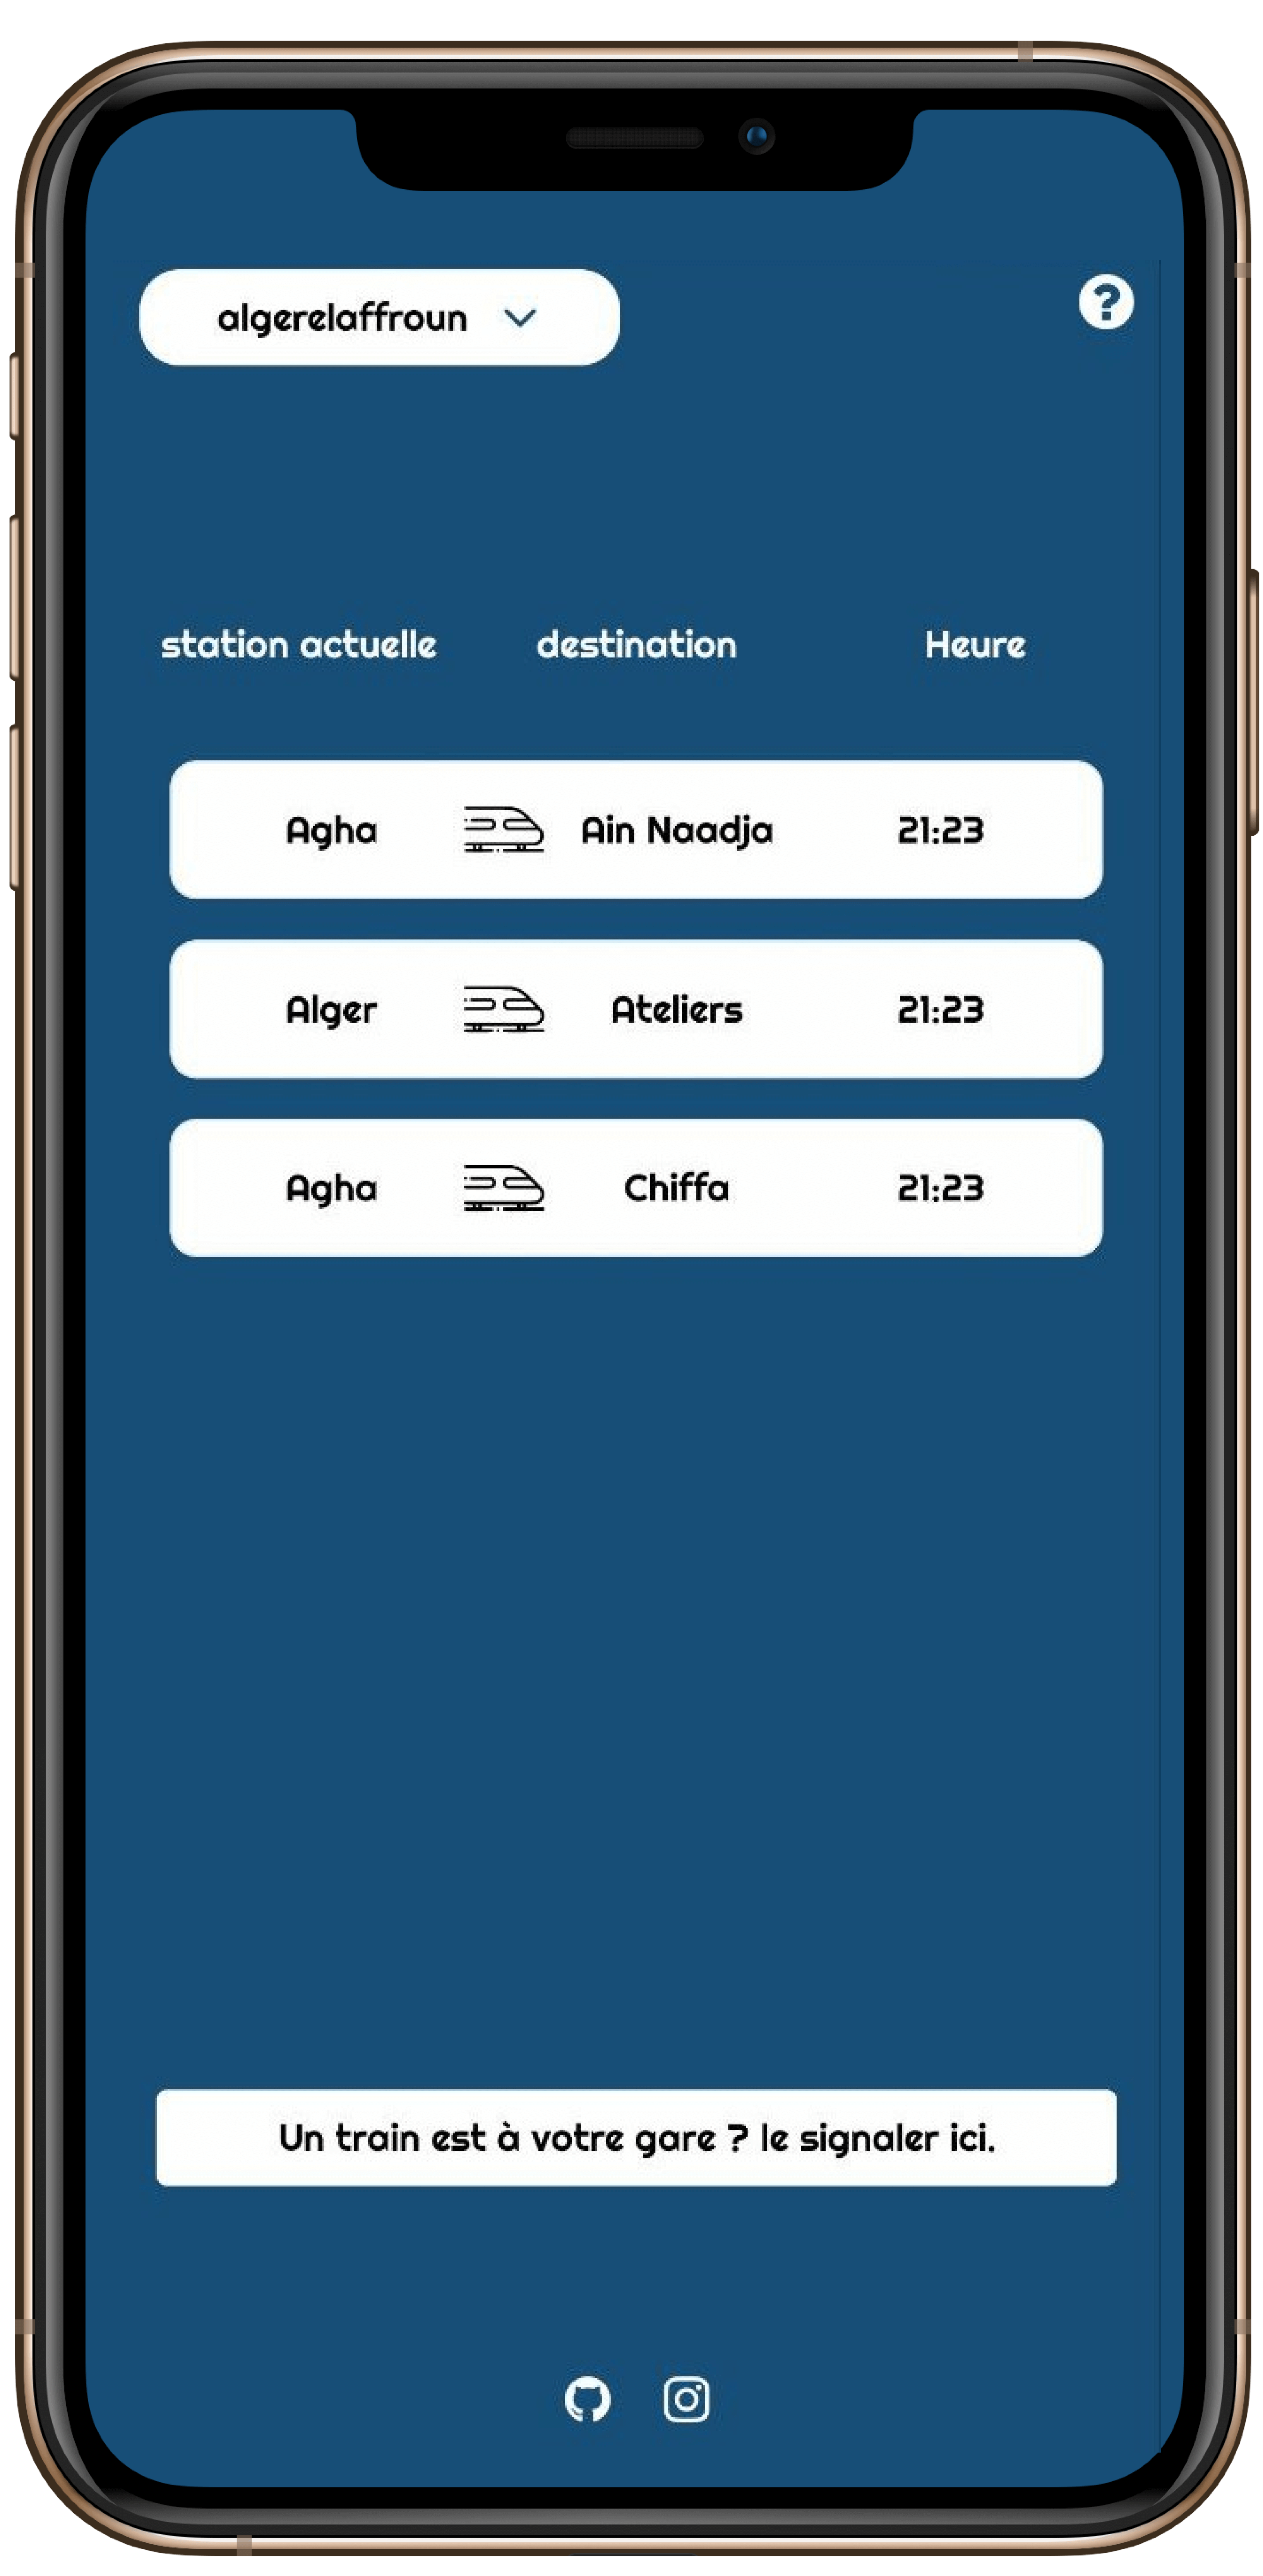 algerelaffroun
?
station actuelle destination Heure
Agha Ain Naadja 21:23
Alger Ateliers 21:23
Agha Chiffa 21:23
Un train est à votre gare ? le signaler ici.